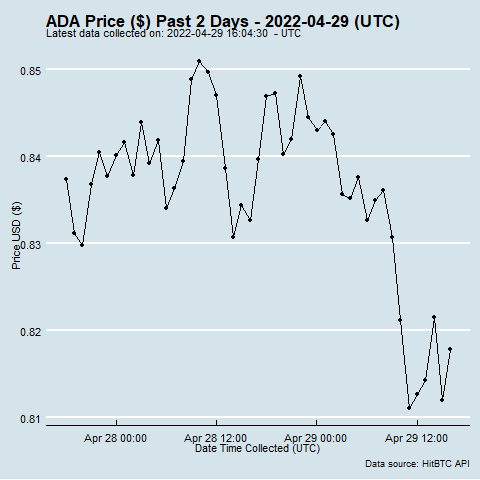 ADA Price ($) Past 2 Days - 2022-04-29 (UTC)
Latest data collected on: 2022-04-29 16:04:30  - UTC
Price USD ($)
0.85
0.84
0.83
0.82
0.81
Apr 28 00:00
Apr 28 12:00
Apr 29 00:00
Apr 29 12:00
Date Time Collected (UTC)
Data source: HitBTC API